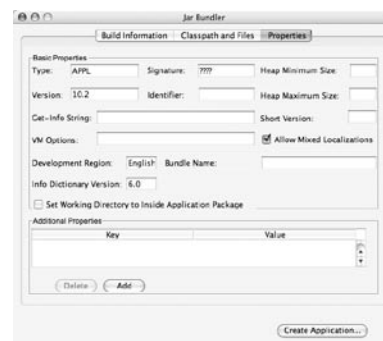 Jar Bundler
Build Information Classpath and Files Properties
Basic Properties
Type: APPL Signature: ???? Heap Minimum Size:
Version: 10.2 Identifier: Heap Maximum Size:
Get-Info String: Short Version:
VM Options: Allow Mixed Localizations
Development Region: English Bundle Name:
Info Dictionary Version: 6.0
Set Working Directory to Inside Application Package
Additional Properties
Key Value
Delete Add
Create Application...